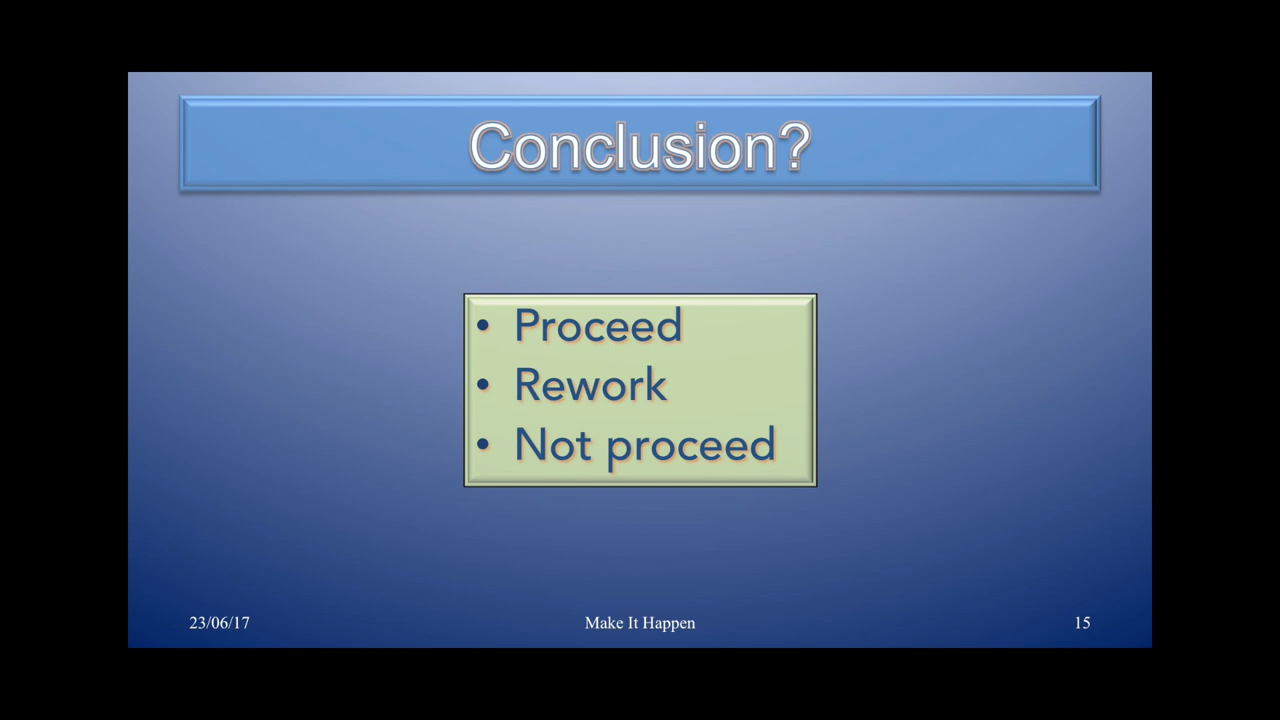 Conclusion?
• Proceed
• Rework
• Not proceed
23/06/17 Make It Happen 15